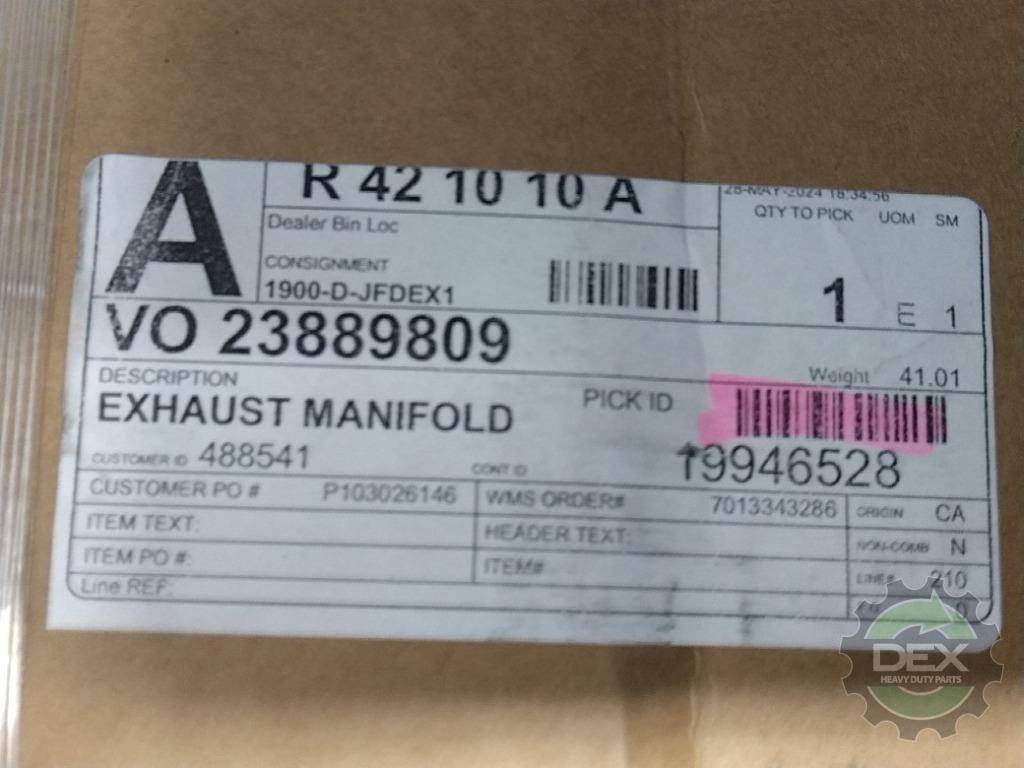 A
R 42 10 10 A
28-MAY-2024 18:34:56
Dealer Bin Loc
QTY TO PICK UOM SM
CONSIGNMENT
1900-D-JFDEX1
1 E 1
VO 23889809
Weight 41.01
DESCRIPTION
EXHAUST MANIFOLD
PICK ID
19946528
CUSTOMER ID 488541
CONT ID
CUSTOMER PO # P103026146
WMS ORDER# 7013343286
ORIGIN CA
ITEM TEXT:
HEADER TEXT:
NON-COMB N
ITEM PO #:
ITEM#
LINE# 210
Line REF:
0
DEX
HEAVY DUTY PARTS